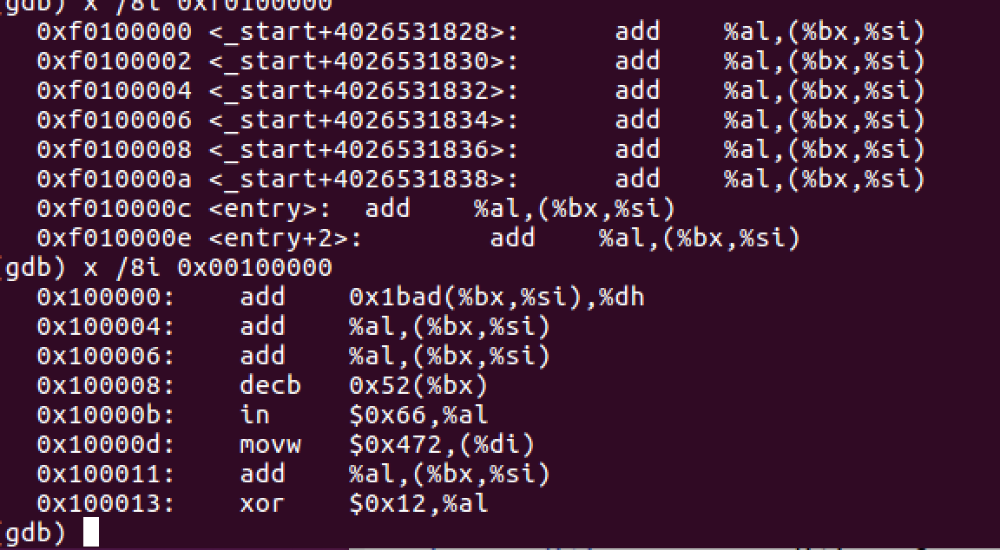 gdb) x /8i 0xf0100000
0xf0100000 <_start+4026531828>: add %al,(%bx,%si)
0xf0100002 <_start+4026531830>: add %al,(%bx,%si)
0xf0100004 <_start+4026531832>: add %al,(%bx,%si)
0xf0100006 <_start+4026531834>: add %al,(%bx,%si)
0xf0100008 <_start+4026531836>: add %al,(%bx,%si)
0xf010000a <_start+4026531838>: add %al,(%bx,%si)
0xf010000c <entry>: add %al,(%bx,%si)
0xf010000e <entry+2>: add %al,(%bx,%si)
gdb) x /8i 0x00100000
0x100000: add 0x1bad(%bx,%si),%dh
0x100004: add %al,(%bx,%si)
0x100006: add %al,(%bx,%si)
0x100008: decb 0x52(%bx)
0x10000b: in $0x66,%al
0x10000d: movw $0x472,(%di)
0x100011: add %al,(%bx,%si)
0x100013: xor $0x12,%al
gdb)